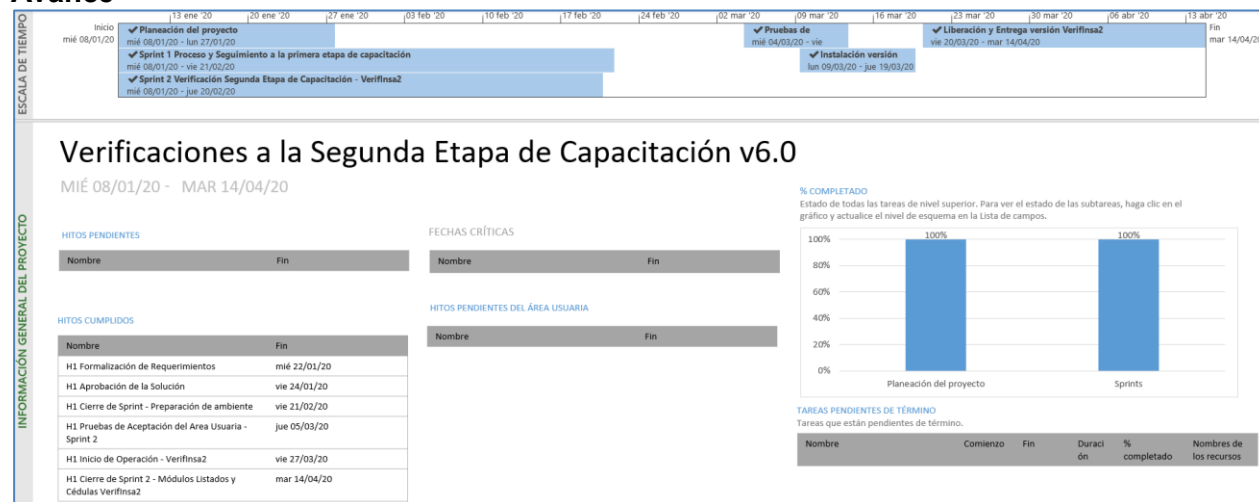 Avance
13 ene '20 20 ene '20 27 ene '20 03 feb '20 10 feb '20 17 feb '20 24 feb '20 02 mar '20 09 mar '20 16 mar '20 23 mar '20 30 mar '20 06 abr '20 13 abr '20
ESCALA DE TIEMPO
Inicio
mié 08/01/20
✔Planeación del proyecto
mié 08/01/20 - lun 27/01/20
✔Pruebas de
mié 04/03/20 - vie
✔Liberación y Entrega versión VerifInsa2
vie 20/03/20 - mar 14/04/20
Fin
mar 14/04/20
✔Sprint 1 Proceso y Seguimiento a la primera etapa de capacitación
mié 08/01/20 - vie 21/02/20
✔Instalación versión
lun 09/03/20 - jue 19/03/20
✔Sprint 2 Verificación Segunda Etapa de Capacitación - VerifInsa2
mié 08/01/20 - jue 20/02/20
INFORMACIÓN GENERAL DEL PROYECTO
Verificaciones a la Segunda Etapa de Capacitación v6.0
MIÉ 08/01/20 - MAR 14/04/20
HITOS PENDIENTES
Nombre Fin
HITOS CUMPLIDOS
Nombre Fin
H1 Formalización de Requerimientos mié 22/01/20
H1 Aprobación de la Solución vie 24/01/20
H1 Cierre de Sprint - Preparación de ambiente vie 21/02/20
H1 Pruebas de Aceptación del Area Usuaria - jue 05/03/20
Sprint 2
H1 Inicio de Operación - VerifInsa2 vie 27/03/20
H1 Cierre de Sprint 2 - Módulos Listados y mar 14/04/20
Cédulas VerifInsa2
FECHAS CRÍTICAS
Nombre Fin
HITOS PENDIENTES DEL ÁREA USUARIA
Nombre Fin
% COMPLETADO
Estado de todas las tareas de nivel superior. Para ver el estado de las subtareas, haga clic en el
gráfico y actualice el nivel de esquema en la Lista de campos.
100% 100%
100%
80%
60%
40%
20%
0%
Planeación del proyecto Sprints
TAREAS PENDIENTES DE TÉRMINO
Tareas que están pendientes de término.
Nombre Comienzo Fin Duraci % Nombres de
ón completado los recursos